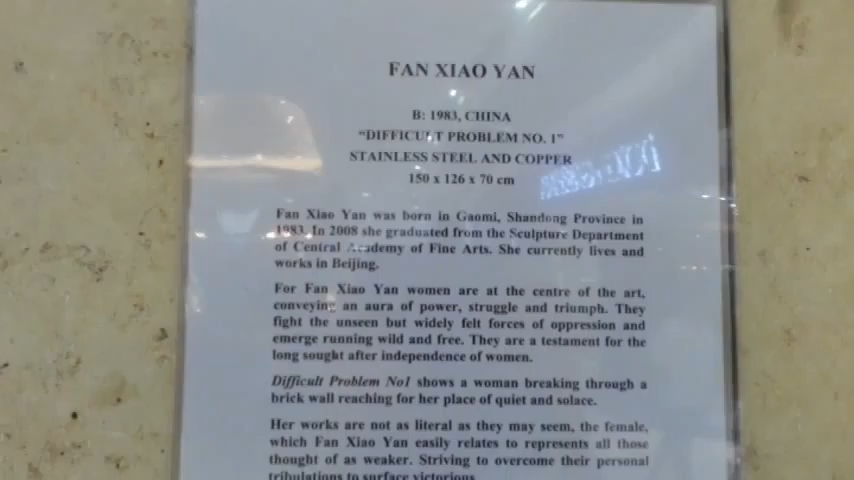 FAN XIAO YAN
B: 1983, CHINA
“DIFFICULT PROBLEM NO. 1”
STAINLESS STEEL AND COPPER
150 x 126 x 70 cm
Fan Xiao Yan was born in Gaomi, Shandong Province in
1983. In 2008 she graduated from the Sculpture Department
of Central Academy of Fine Arts. She currently lives and
works in Beijing.
For Fan Xiao Yan women are at the centre of the art,
conveying an aura of power, struggle and triumph. They
fight the unseen but widely felt forces of oppression and
emerge running wild and free. They are a testament for the
long sought after independence of women.
Difficult Problem No1 shows a woman breaking through a
brick wall reaching for her place of quiet and solace.
Her works are not as literal as they may seem, the female,
which Fan Xiao Yan easily relates to represents all those
thought of as weaker. Striving to overcome their personal
tribulations to surface victorious